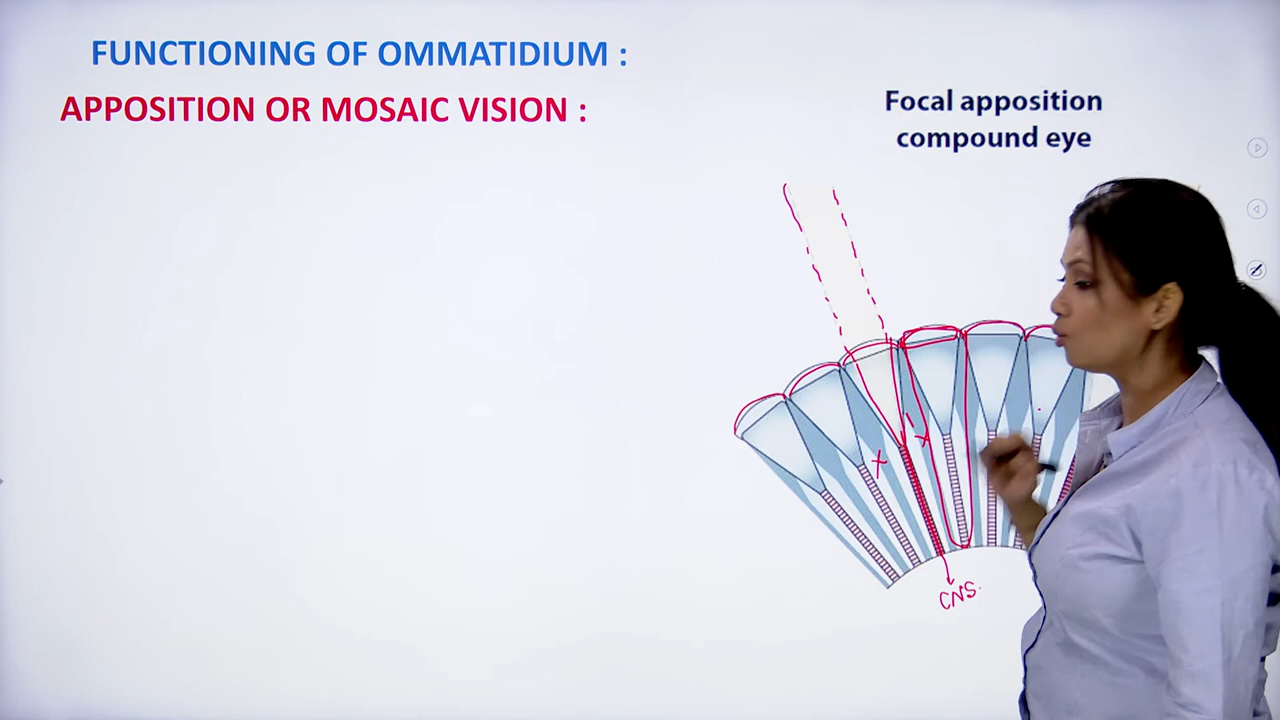 FUNCTIONING OF OMMATIDIUM :
APPOSITION OR MOSAIC VISION :
Focal apposition
compound eye
CNS.